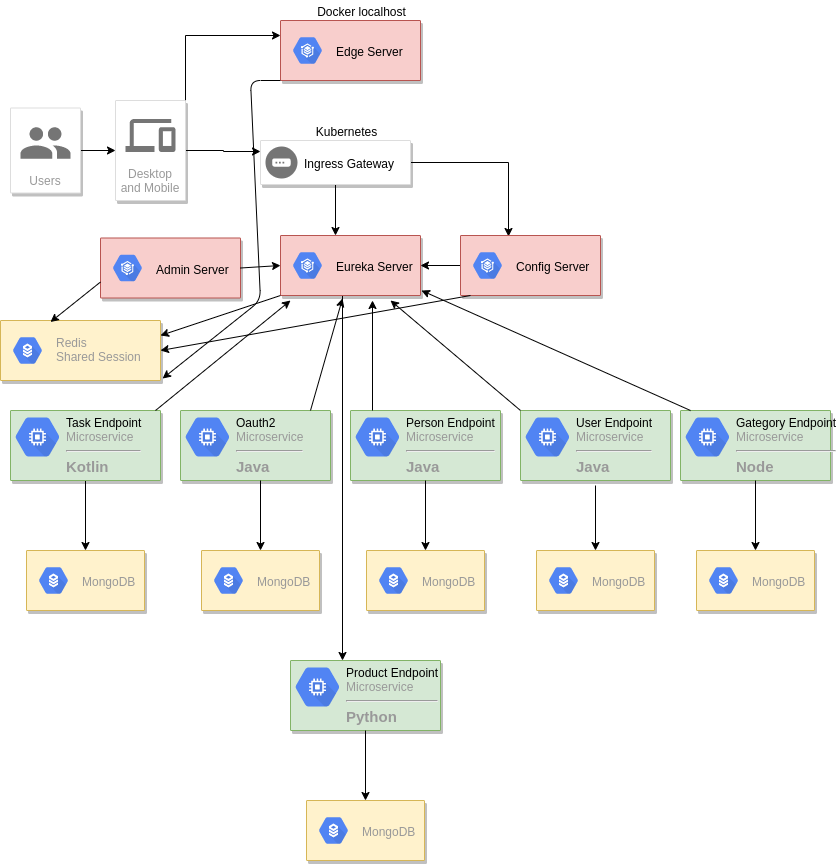 Docker localhost
Edge Server
Kubernetes
Users
Desktop
and Mobile
Ingress Gateway
Admin Server
Eureka Server
Config Server
Redis
Shared Session
Task Endpoint
Microservice
Kotlin
Oauth2
Microservice
Java
Person Endpoint
Microservice
Java
User Endpoint
Microservice
Java
Gategory Endpoint
Microservice
Node
MongoDB
MongoDB
MongoDB
MongoDB
MongoDB
Product Endpoint
Microservice
Python
MongoDB